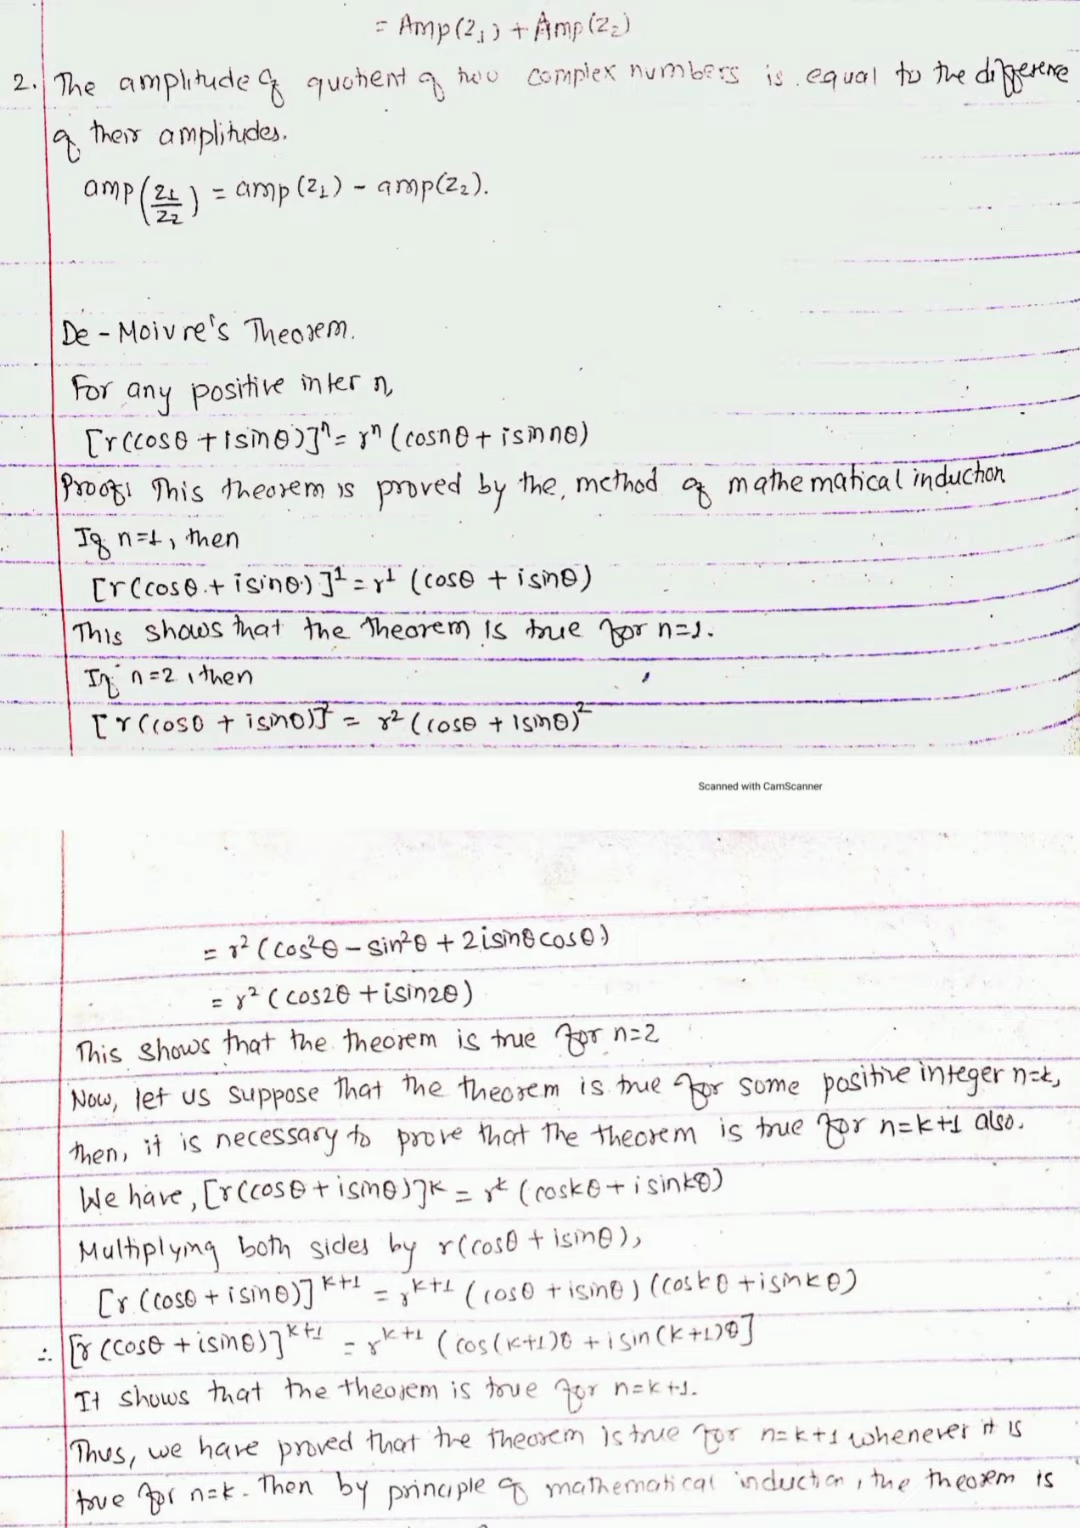 = Amp(z₁) + Amp(z₂)
2. The amplitude of quotient of two complex numbers is equal to the difference
of their amplitudes.
amp(z₁/z₂) = amp(z₁) - amp(z₂).
De-Moivre's Theorem.
For any positive inter n,
[r(cosθ + isinθ)]ⁿ = rⁿ (cosnθ + isinnθ)
Proof: This theorem is proved by the method of mathematical induction
If n=1, then
[r(cosθ + isinθ)]¹ = r¹ (cosθ + isinθ)
This shows that the theorem is true for n=1.
If n=2, then
[r(cosθ + isinθ)]² = r² (cosθ + isinθ)²
Scanned with CamScanner
= r² (cos²θ - sin²θ + 2isinθcosθ)
= r² (cos2θ + isin2θ)
This shows that the theorem is true for n=2
Now, let us suppose that the theorem is true for some positive integer n=k,
then, it is necessary to prove that the theorem is true for n=k+1 also.
We have, [r(cosθ + isinθ)]ᵏ = rᵏ (coskθ + isinkθ)
Multiplying both sides by r(cosθ + isinθ),
[r(cosθ + isinθ)]ᵏ⁺¹ = rᵏ⁺¹ (cosθ + isinθ) (coskθ + isinkθ)
∴ [r(cosθ + isinθ)]ᵏ⁺¹ = rᵏ⁺¹ (cos(k+1)θ + isin(k+1)θ]
It shows that the theorem is true for n=k+1.
Thus, we have proved that the theorem is true for n=k+1 whenever it is
true for n=k. Then by principle of mathematical induction, the theorem is